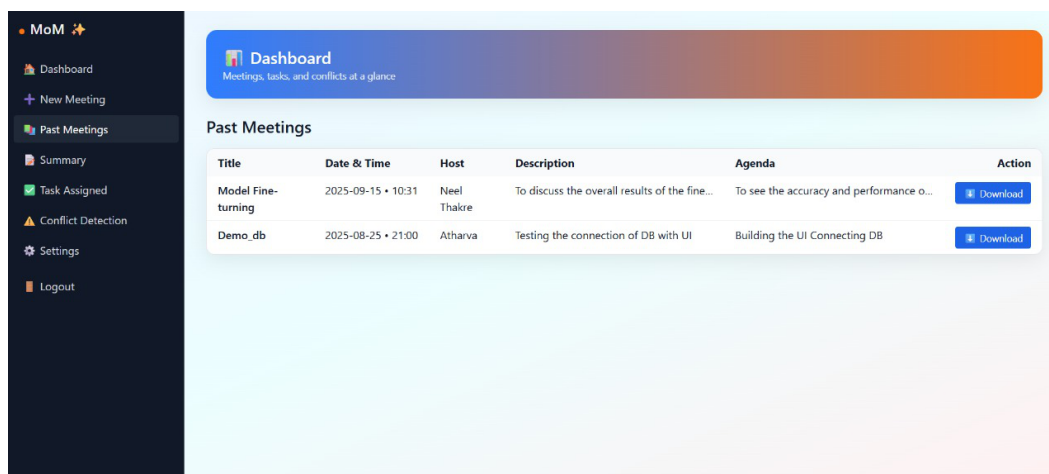 MoM
Dashboard
New Meeting
Past Meetings
Summary
Task Assigned
Conflict Detection
Settings
Logout
Dashboard
Meetings, tasks, and conflicts at a glance
Past Meetings
Title Date & Time Host Description Agenda Action
Model Fine- 2025-09-15 • 10:31 Neel To discuss the overall results of the fine... To see the accuracy and performance o... Download
turning Thakre
Demo_db 2025-08-25 • 21:00 Atharva Testing the connection of DB with UI Building the UI Connecting DB Download